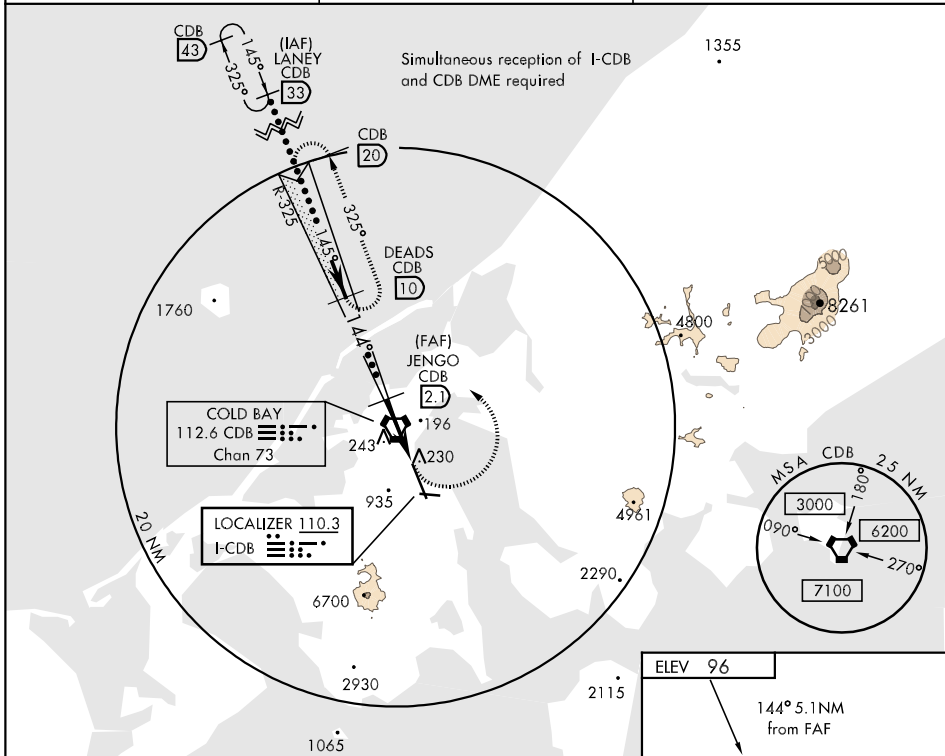 CDB
43
145°
325°
(IAF)
LANEY
CDB
33
Simultaneous reception of I-CDB
and CDB DME required
1355
CDB
20
R-325
325°
145°
DEADS
CDB
10
1760
144°
(FAF)
JENGO
CDB
2.1
8261
3000
4800
COLD BAY
112.6 CDB
Chan 73
196
243
230
935
LOCALIZER 110.3
I-CDB
20 NM
4961
6700
2290
2930
2115
1065
MSA CDB 25 NM
180°
3000
090°
6200
270°
7100
ELEV 96
144° 5.1NM
from FAF